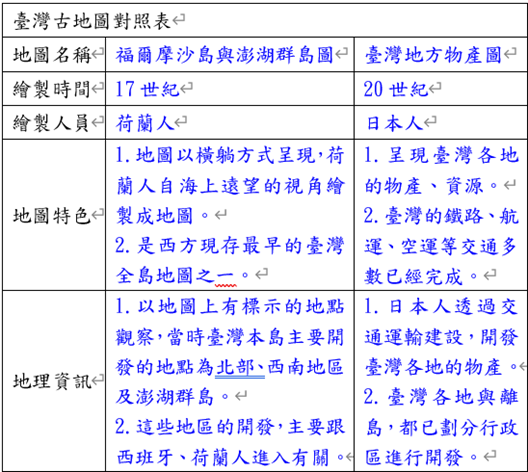 臺灣古地圖對照表
地圖名稱
福爾摩沙島與澎湖群島圖
臺灣地方物產圖
繪製時間
17世紀
20世紀
繪製人員
荷蘭人
日本人
地圖特色
1.地圖以橫躺方式呈現,荷
蘭人自海上遠望的視角繪
製成地圖。
2.是西方現存最早的臺灣
全島地圖之一。
1.呈現臺灣各地
的物產、資源。
2.臺灣的鐵路、航
運、空運等交通多
數已經完成。
地理資訊
1.以地圖上有標示的地點
觀察,當時臺灣本島主要開
發的地點為北部、西南地區
及澎湖群島。
2.這些地區的開發,主要跟
西班牙、荷蘭人進入有關。
1.日本人透過交
通運輸建設,開發
臺灣各地的物產。
2.臺灣各地與離
島,都已劃分行政
區進行開發。